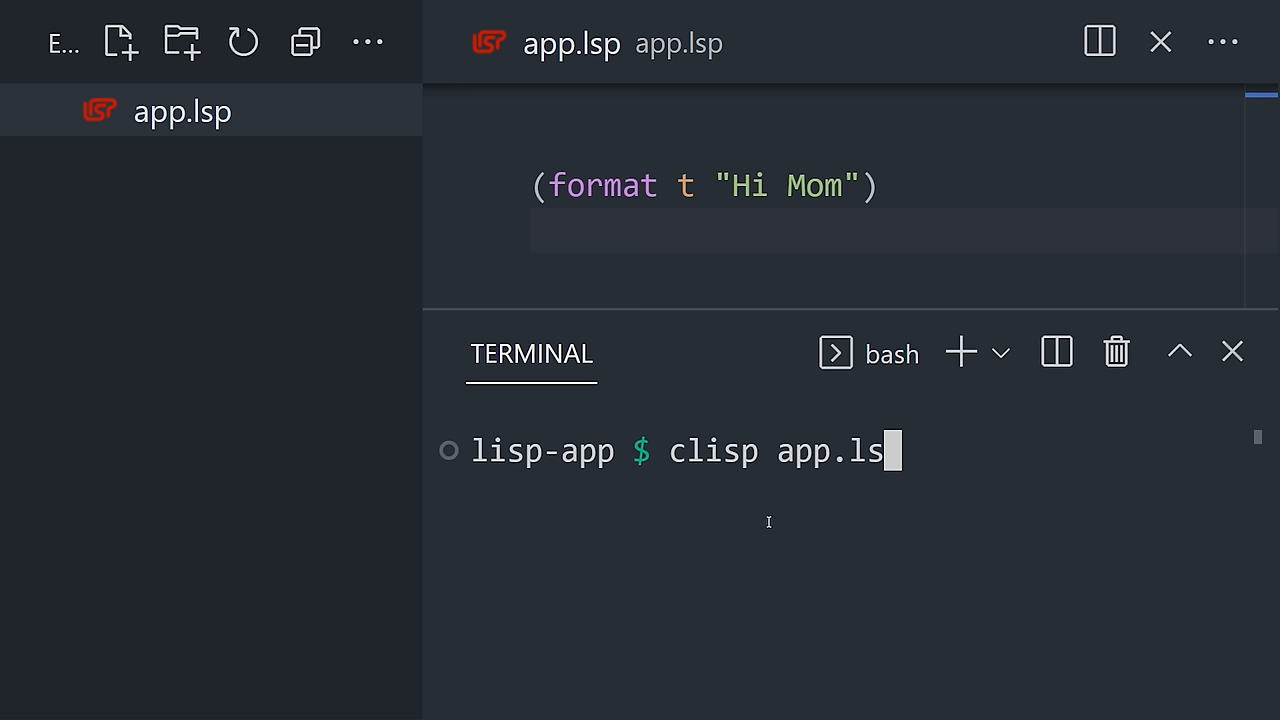 E...
app.lsp app.lsp
app.lsp
(format t "Hi Mom")
TERMINAL
bash
lisp-app $ clisp app.ls